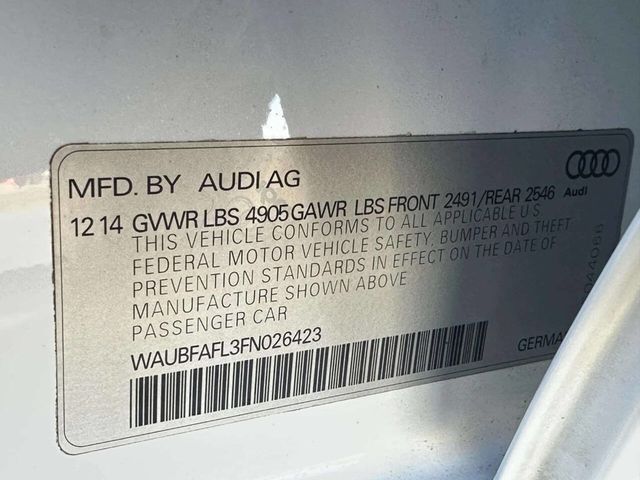 MFD. BY AUDI AG
Audi
12 14 GVWR LBS 4905 GAWR LBS FRONT 2491/REAR 2546
THIS VEHICLE CONFORMS TO ALL APPLICABLE U S
FEDERAL MOTOR VEHICLE SAFETY, BUMPER AND THEFT
PREVENTION STANDARDS IN EFFECT ON THE DATE OF
MANUFACTURE SHOWN ABOVE
PASSENGER CAR
WAUBFAFL3FN026423